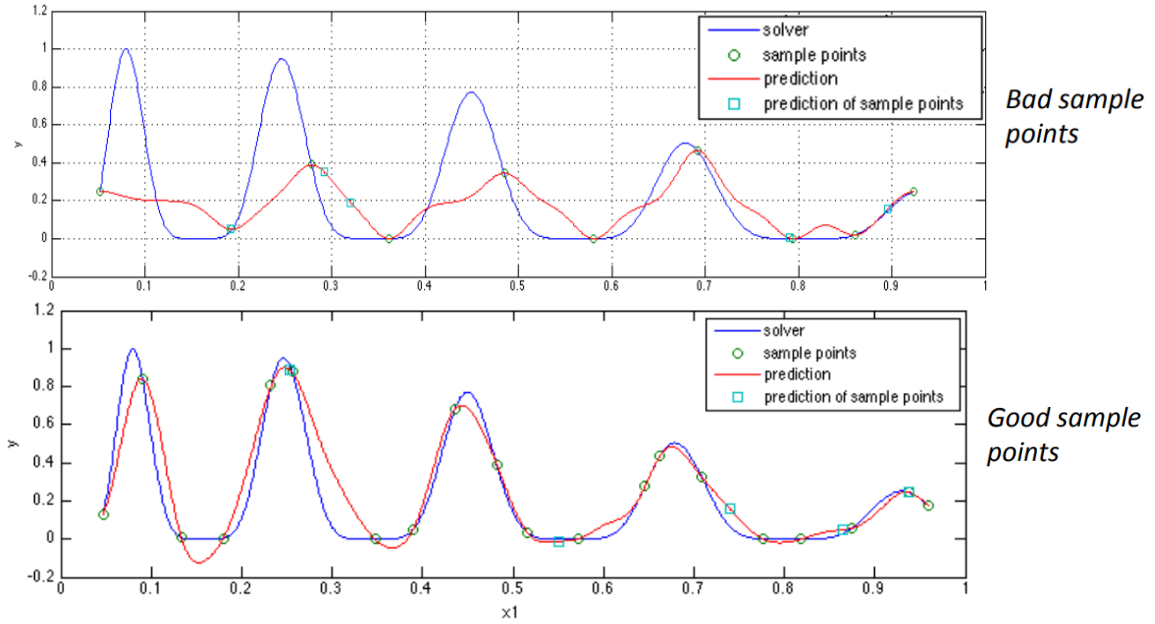 1.2
1
0.8
0.6
0.4
0.2
0
-0.2
y
0 0.1 0.2 0.3 0.4 0.5 0.6 0.7 0.8 0.9 1
solver
sample points
prediction
prediction of sample points
Bad sample
points
1.2
1
0.8
0.6
0.4
0.2
0
-0.2
y
0 0.1 0.2 0.3 0.4 0.5 0.6 0.7 0.8 0.9 1
x1
solver
sample points
prediction
prediction of sample points
Good sample
points